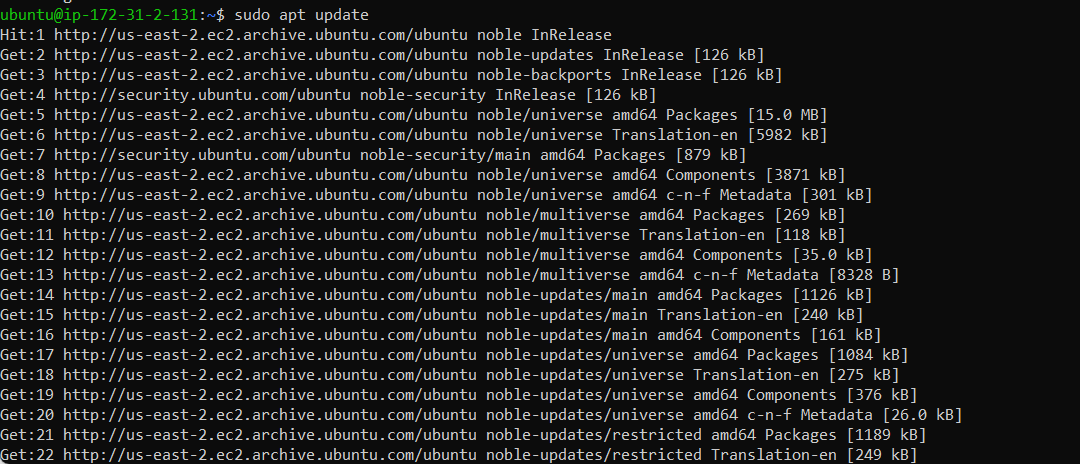 ubuntu@ip-172-31-2-131:~$ sudo apt update
Hit:1 http://us-east-2.ec2.archive.ubuntu.com/ubuntu noble InRelease
Get:2 http://us-east-2.ec2.archive.ubuntu.com/ubuntu noble-updates InRelease [126 kB]
Get:3 http://us-east-2.ec2.archive.ubuntu.com/ubuntu noble-backports InRelease [126 kB]
Get:4 http://security.ubuntu.com/ubuntu noble-security InRelease [126 kB]
Get:5 http://us-east-2.ec2.archive.ubuntu.com/ubuntu noble/universe amd64 Packages [15.0 MB]
Get:6 http://us-east-2.ec2.archive.ubuntu.com/ubuntu noble/universe Translation-en [5982 kB]
Get:7 http://security.ubuntu.com/ubuntu noble-security/main amd64 Packages [879 kB]
Get:8 http://us-east-2.ec2.archive.ubuntu.com/ubuntu noble/universe amd64 Components [3871 kB]
Get:9 http://us-east-2.ec2.archive.ubuntu.com/ubuntu noble/universe amd64 c-n-f Metadata [301 kB]
Get:10 http://us-east-2.ec2.archive.ubuntu.com/ubuntu noble/multiverse amd64 Packages [269 kB]
Get:11 http://us-east-2.ec2.archive.ubuntu.com/ubuntu noble/multiverse Translation-en [118 kB]
Get:12 http://us-east-2.ec2.archive.ubuntu.com/ubuntu noble/multiverse amd64 Components [35.0 kB]
Get:13 http://us-east-2.ec2.archive.ubuntu.com/ubuntu noble/multiverse amd64 c-n-f Metadata [8328 B]
Get:14 http://us-east-2.ec2.archive.ubuntu.com/ubuntu noble-updates/main amd64 Packages [1126 kB]
Get:15 http://us-east-2.ec2.archive.ubuntu.com/ubuntu noble-updates/main Translation-en [240 kB]
Get:16 http://us-east-2.ec2.archive.ubuntu.com/ubuntu noble-updates/main amd64 Components [161 kB]
Get:17 http://us-east-2.ec2.archive.ubuntu.com/ubuntu noble-updates/universe amd64 Packages [1084 kB]
Get:18 http://us-east-2.ec2.archive.ubuntu.com/ubuntu noble-updates/universe Translation-en [275 kB]
Get:19 http://us-east-2.ec2.archive.ubuntu.com/ubuntu noble-updates/universe amd64 Components [376 kB]
Get:20 http://us-east-2.ec2.archive.ubuntu.com/ubuntu noble-updates/universe amd64 c-n-f Metadata [26.0 kB]
Get:21 http://us-east-2.ec2.archive.ubuntu.com/ubuntu noble-updates/restricted amd64 Packages [1189 kB]
Get:22 http://us-east-2.ec2.archive.ubuntu.com/ubuntu noble-updates/restricted Translation-en [249 kB]